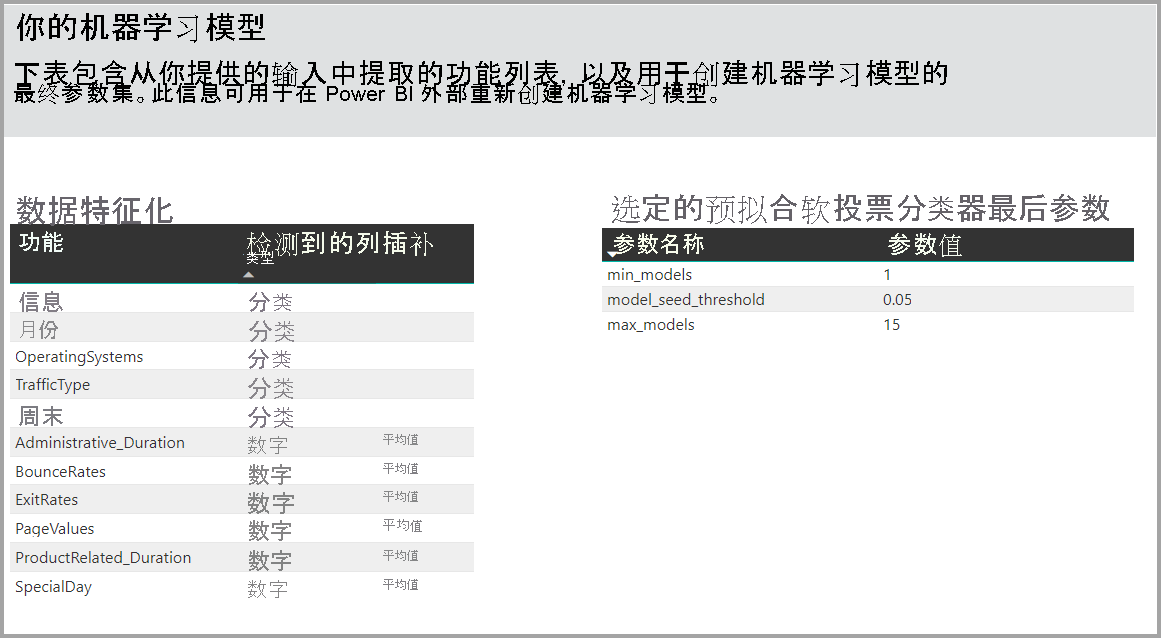 你的机器学习模型
下表包含从你提供的输入中提取的功能列表, 以及用于创建机器学习模型的
最终参数集。此信息可用于在 Power BI 外部重新创建机器学习模型。
数据特征化
功能 检测到的列插补
类型
信息 分类
月份 分类
OperatingSystems 分类
TrafficType 分类
周末 分类
Administrative_Duration 数字 平均值
BounceRates 数字 平均值
ExitRates 数字 平均值
PageValues 数字 平均值
ProductRelated_Duration 数字 平均值
SpecialDay 数字 平均值
选定的预拟合软投票分类器最后参数
参数名称 参数值
min_models 1
model_seed_threshold 0.05
max_models 15